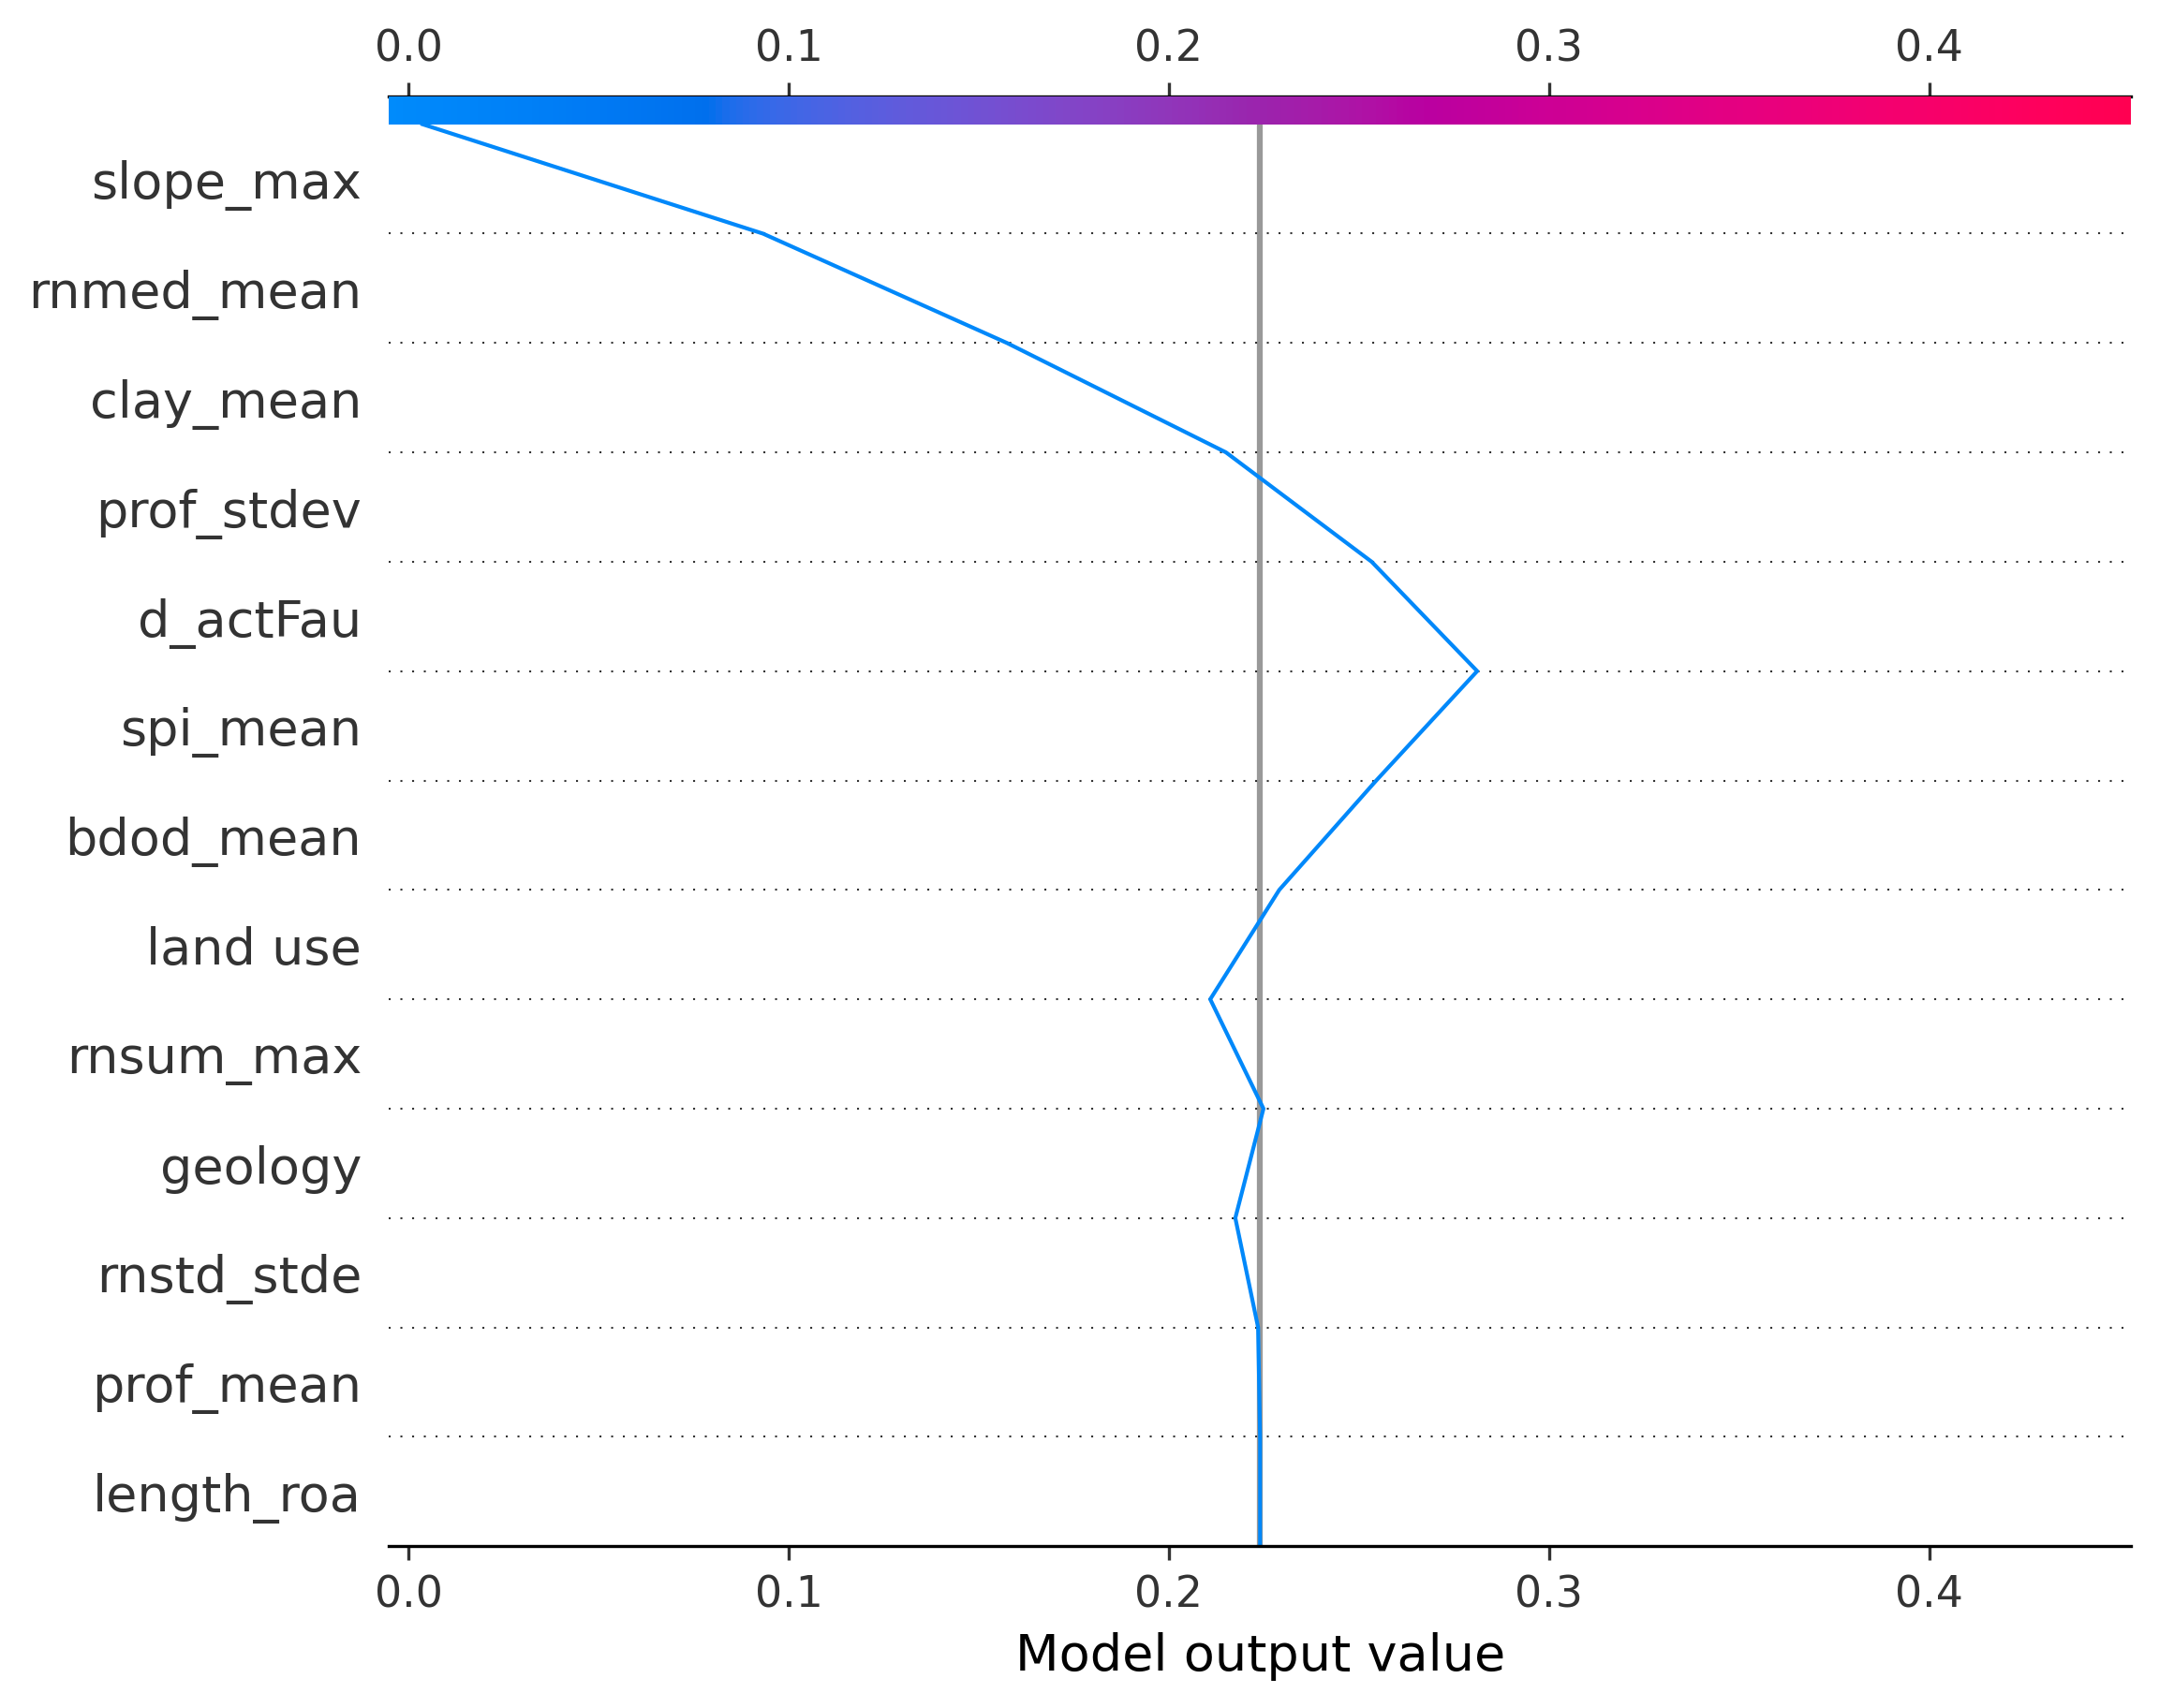 0.0 0.1 0.2 0.3 0.4
slope_max
rnmed_mean
clay_mean
prof_stdev
d_actFau
spi_mean
bdod_mean
land use
rnsum_max
geology
rnstd_stde
prof_mean
length_roa
0.0 0.1 0.2 0.3 0.4
Model output value